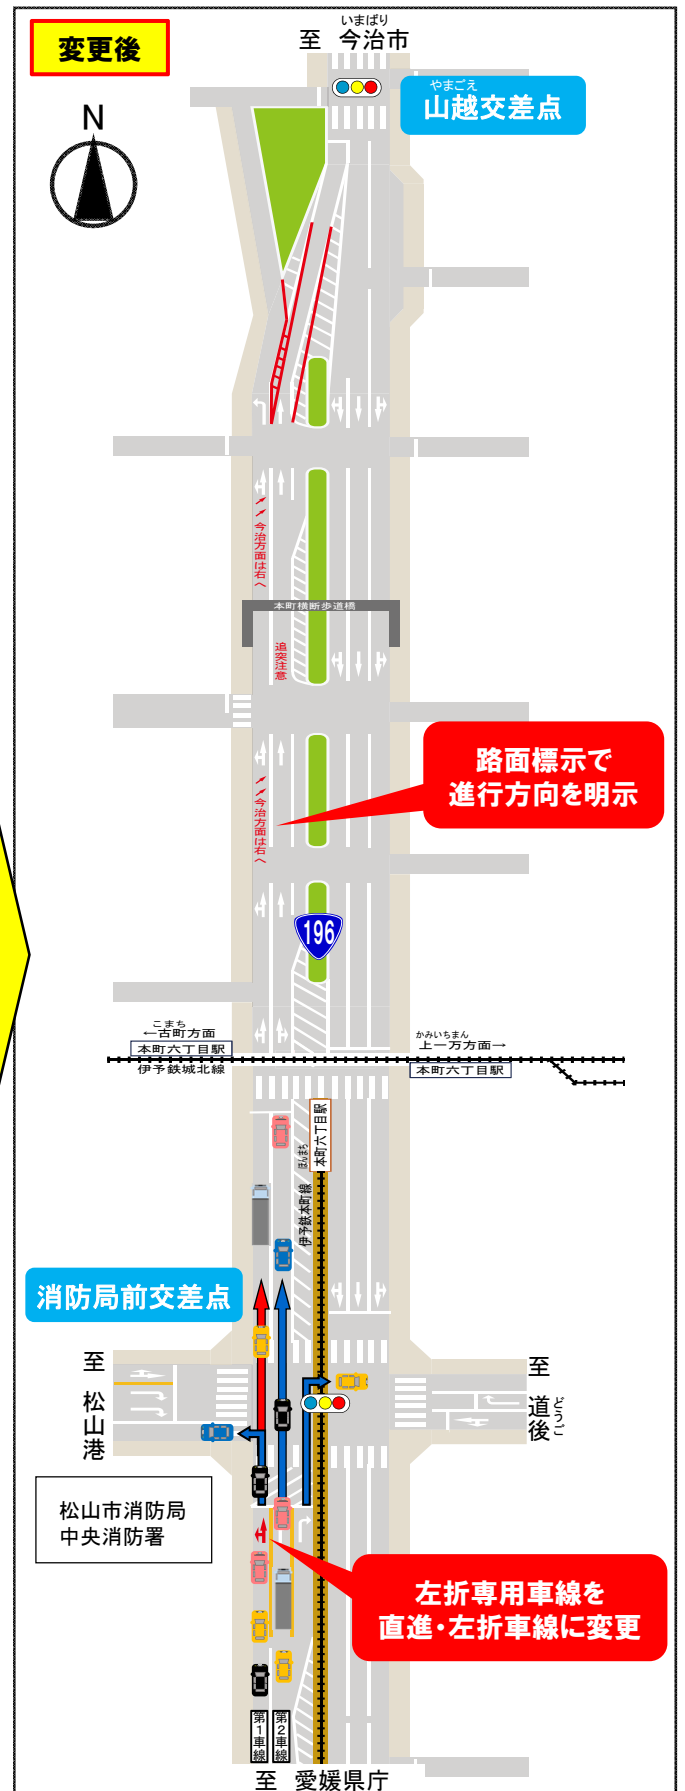 変更後
いまばり
至 今治市
やまごえ
山越交差点
N
今治方面は右へ
本町横断歩道橋
追突注意
路面標示で
進行方向を明示
今治方面は右へ
196
こまち
←古町方面
本町六丁目駅
伊予鉄城北線
かみいちまん
上一万方面→
本町六丁目駅
本町六丁目駅
ほんまち
伊予鉄本町線
消防局前交差点
至 松山港
至 道後
どうご
松山市消防局
中央消防署
左折専用車線を
直進・左折車線に変更
第1車線
第2車線
至 愛媛県庁